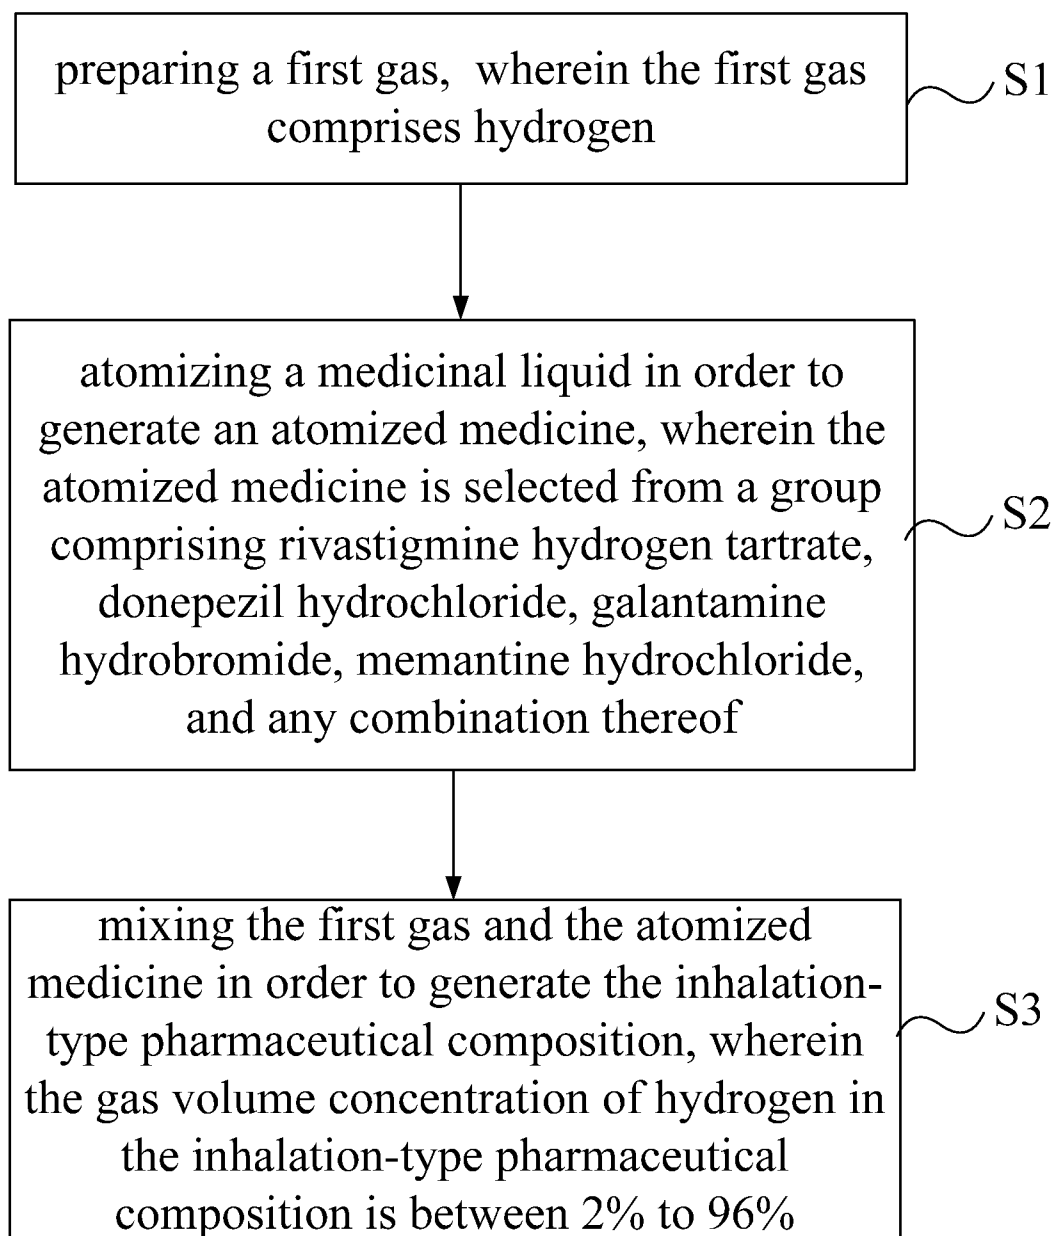 preparing a first gas,  wherein the first gas
comprises hydrogen
S1
atomizing a medicinal liquid in order to
generate an atomized medicine, wherein the
atomized medicine is selected from a group
comprising rivastigmine hydrogen tartrate,
donepezil hydrochloride, galantamine
hydrobromide, memantine hydrochloride,
and any combination thereof
S2
mixing the first gas and the atomized
medicine in order to generate the inhalation-
type pharmaceutical composition, wherein
the gas volume concentration of hydrogen in
the inhalation-type pharmaceutical
composition is between 2% to 96%
S3